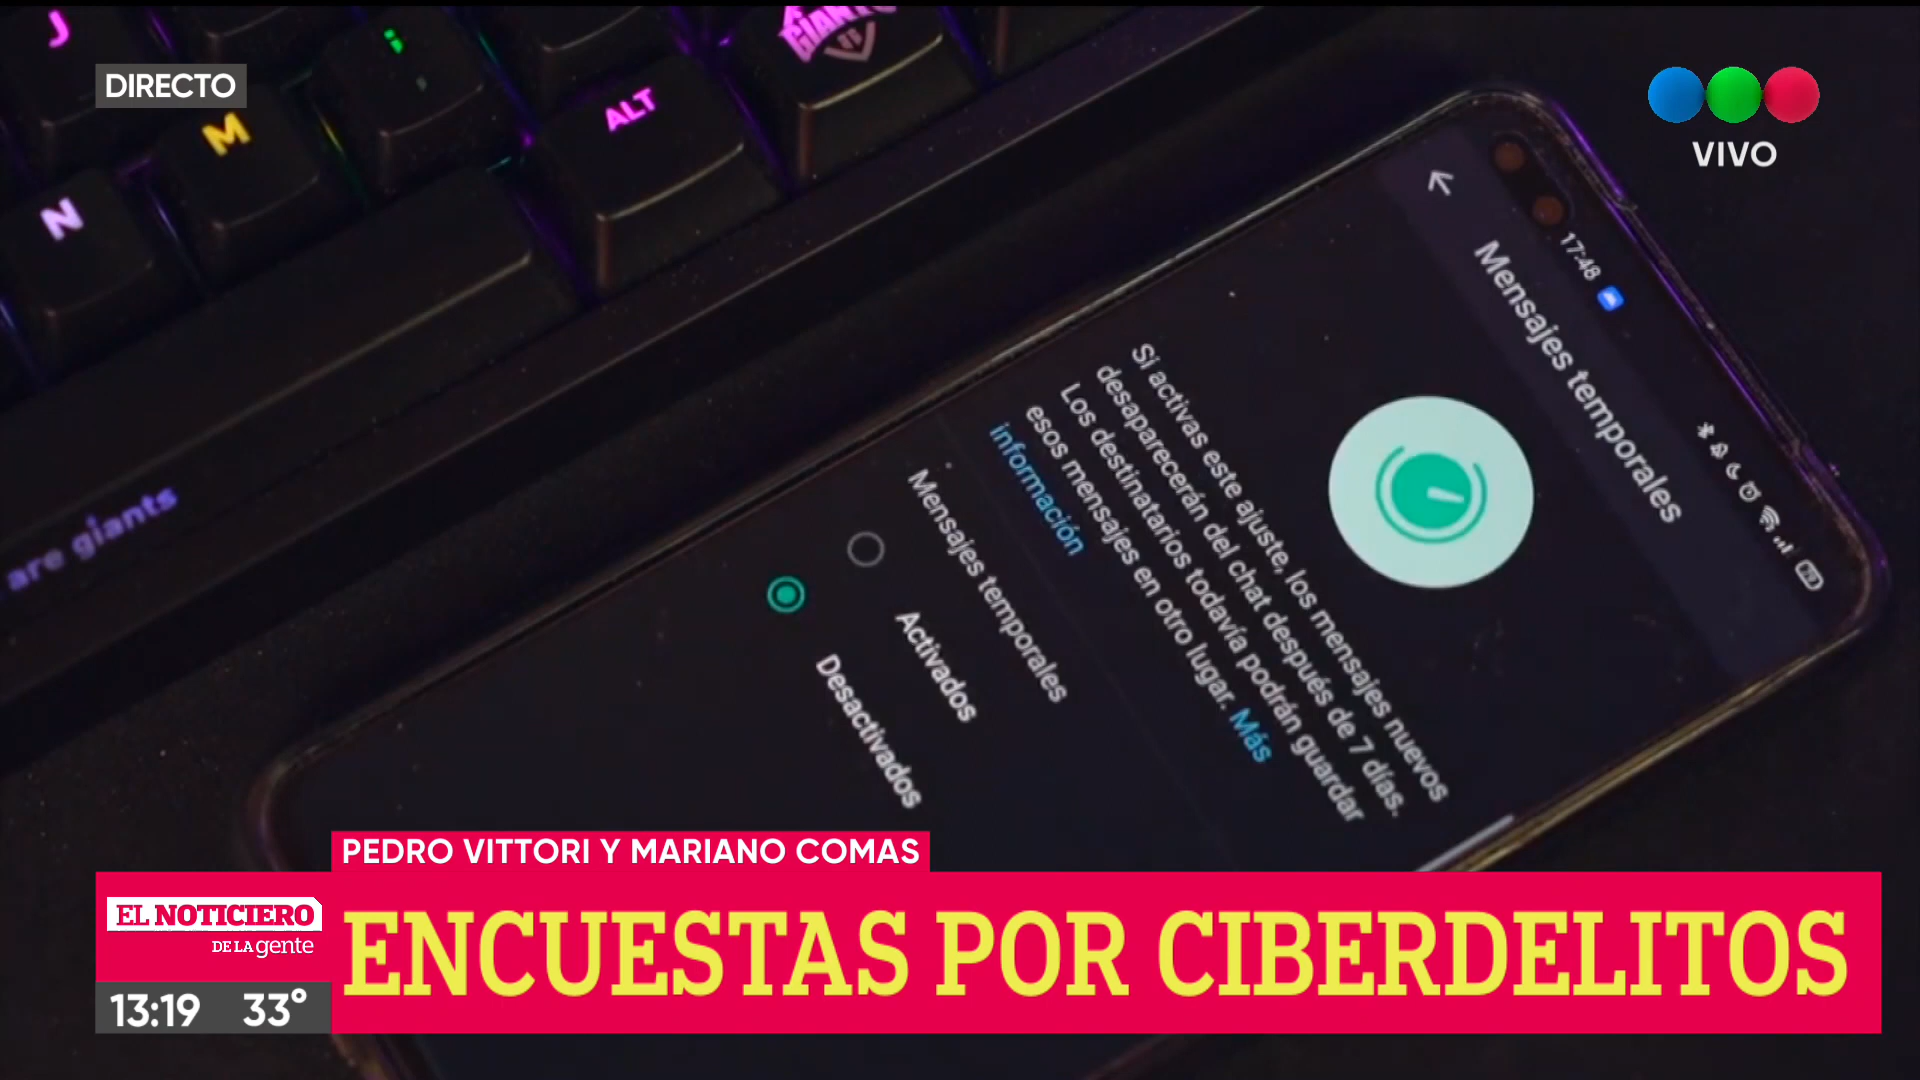 J
i
,
GIANTS
DIRECTO
M
ALT
N
VIVO
are giants
17:48
Mensajes temporales
Si activas este ajuste, los mensajes nuevos
desaparecerán del chat después de 7 días.
Los destinatarios todavía podrán guardar
esos mensajes en otro lugar. Más
información
Mensajes temporales
Activados
Desactivados
PEDRO VITTORI Y MARIANO COMAS
EL NOTICIERO
DE LA gente
ENCUESTAS POR CIBERDELITOS
13:19 33°